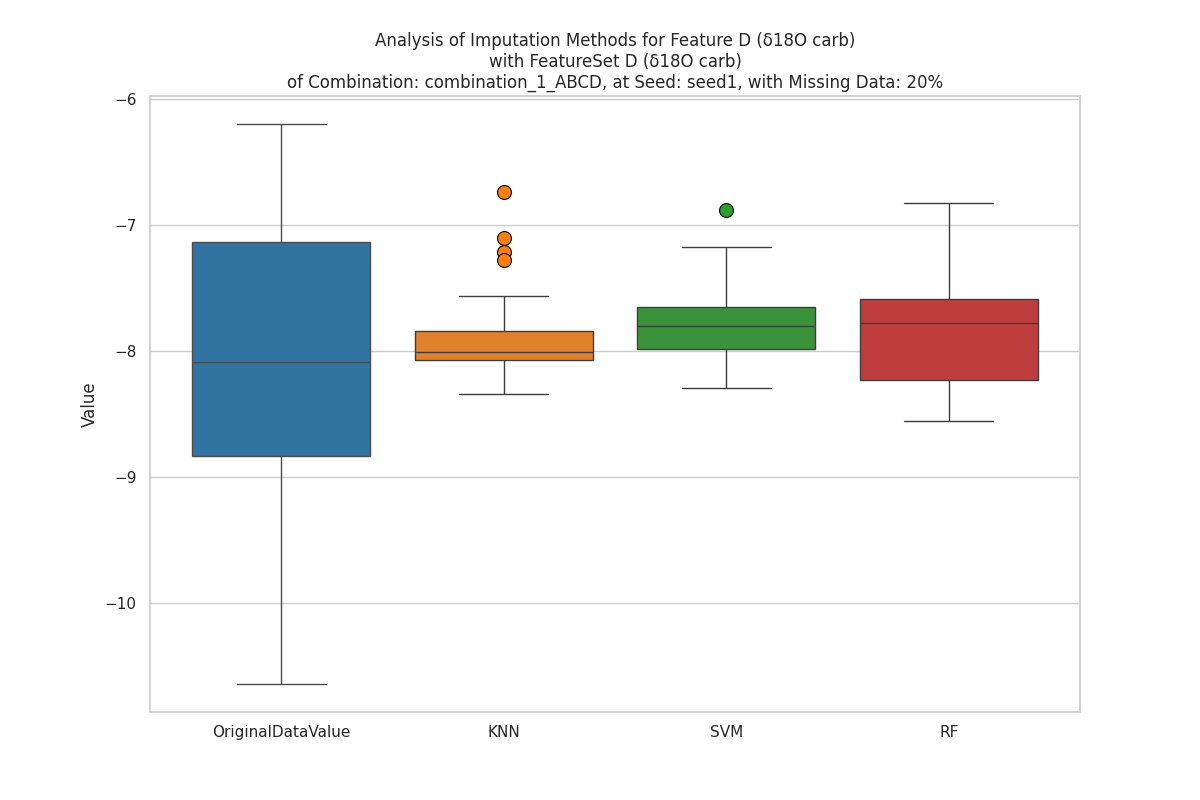 Analysis of Imputation Methods for Feature D (δ18O carb)
with FeatureSet D (δ18O carb)
of Combination: combination_1_ABCD, at Seed: seed1, with Missing Data: 20%
−6
−7
−8
−9
−10
Value
OriginalDataValue
KNN
SVM
RF